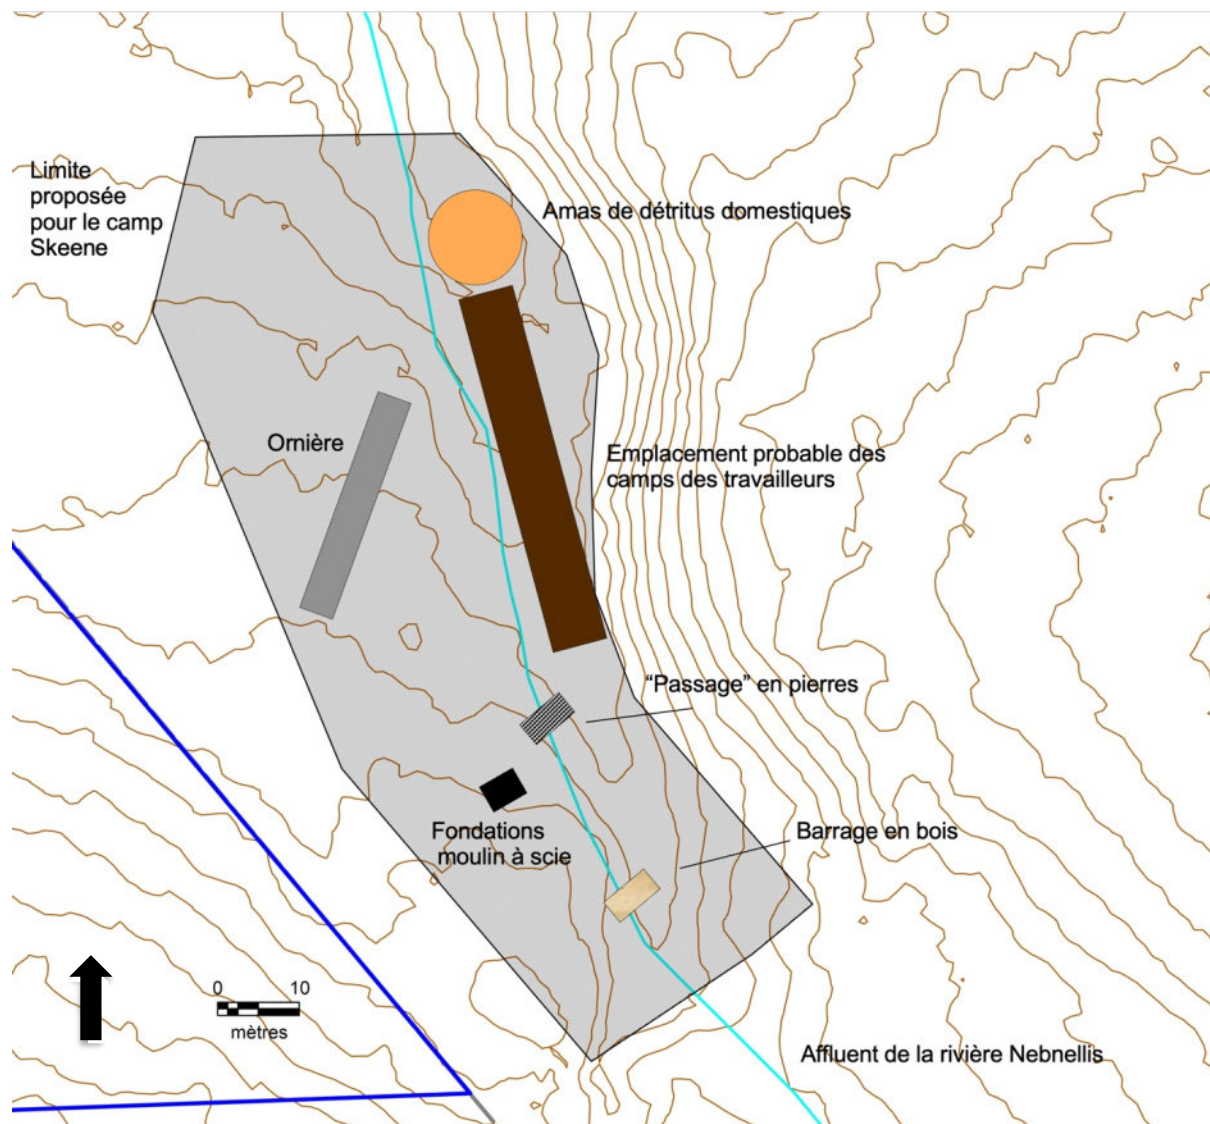 Limite
proposée
pour le camp
Skeene
Amas de détritus domestiques
Ornière
Emplacement probable des
camps des travailleurs
“Passage” en pierres
Fondations
moulin à scie
Barrage en bois
0 10
mètres
Affluent de la rivière Nebnellis